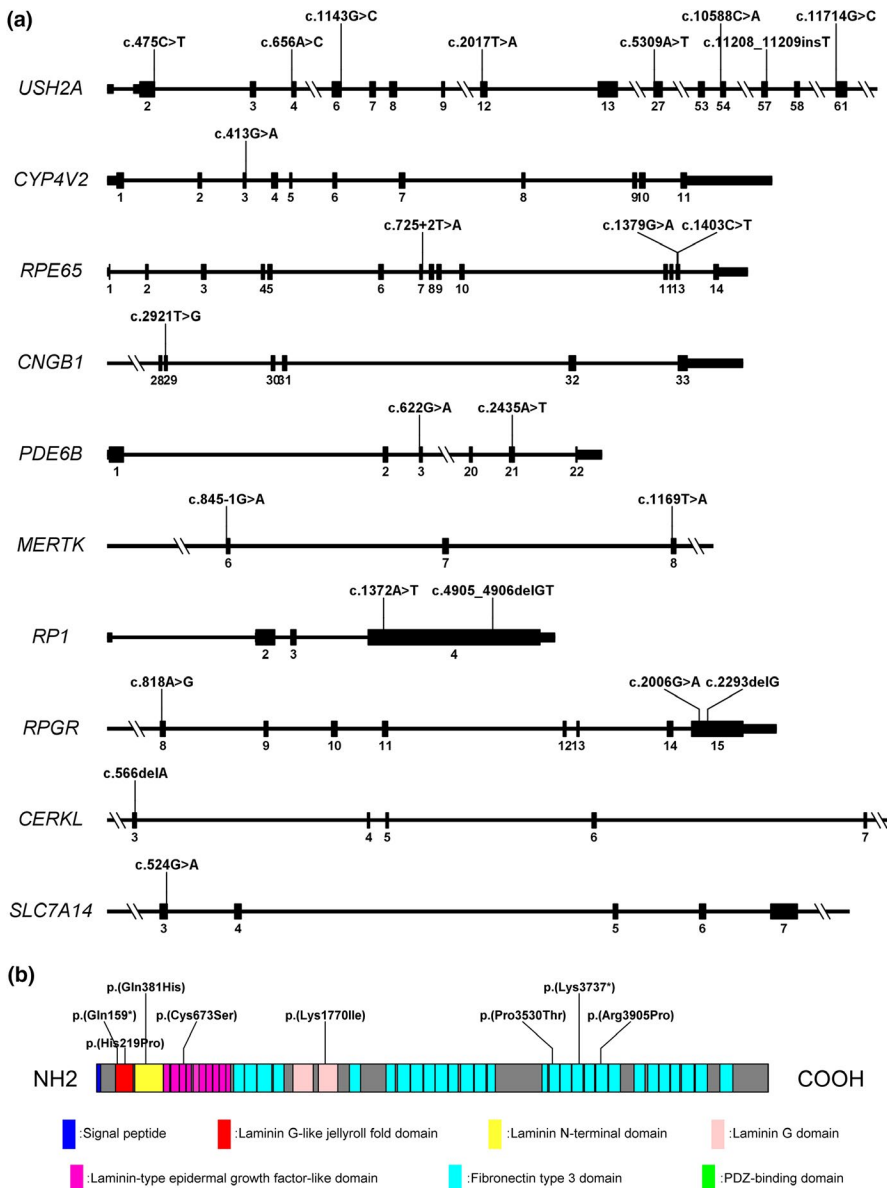 (a)
c.475C>T c.656A>C c.1143G>C c.2017T>A c.5309A>T c.10588C>A c.11208_11209insT c.11714G>C
USH2A
2 3 4 6 7 8 9 12 13 27 53 54 57 58 61
c.413G>A
CYP4V2
1 2 3 4 5 6 7 8 9 10 11
c.725+2T>A c.1379G>A c.1403C>T
RPE65
1 2 3 45 6 7 8 9 10 11 13 14
c.2921T>G
CNGB1
28 29 30 31 32 33
c.622G>A c.2435A>T
PDE6B
1 2 3 20 21 22
c.845-1G>A c.1169T>A
MERTK
6 7 8
c.1372A>T c.4905_4906delGT
RP1
2 3 4
c.818A>G c.2006G>A c.2293delG
RPGR
8 9 10 11 12 13 14 15
c.566delA
CERKL
3 4 5 6 7
c.524G>A
SLC7A14
3 4 5 6 7
(b)
p.(Gln381His) p.(Lys3737*)
p.(Gln159*) p.(Cys673Ser) p.(Lys1770Ile) p.(Pro3530Thr) p.(Arg3905Pro)
p.(His219Pro)
NH2 COOH
:Signal peptide :Laminin G-like jellyroll fold domain :Laminin N-terminal domain :Laminin G domain
:Laminin-type epidermal growth factor-like domain :Fibronectin type 3 domain :PDZ-binding domain